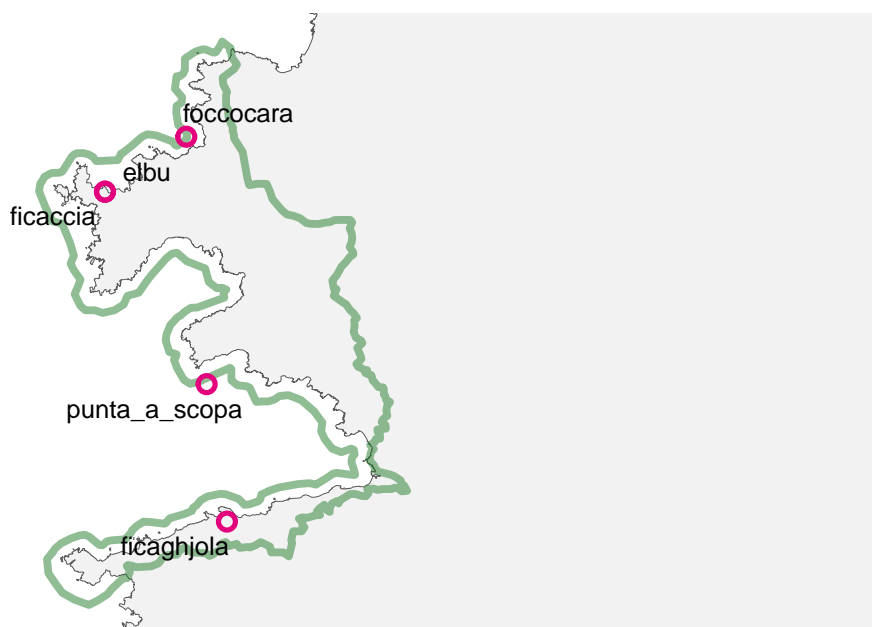 foccocara
elbu
ficaccia
punta_a_scopa
ficaghjola